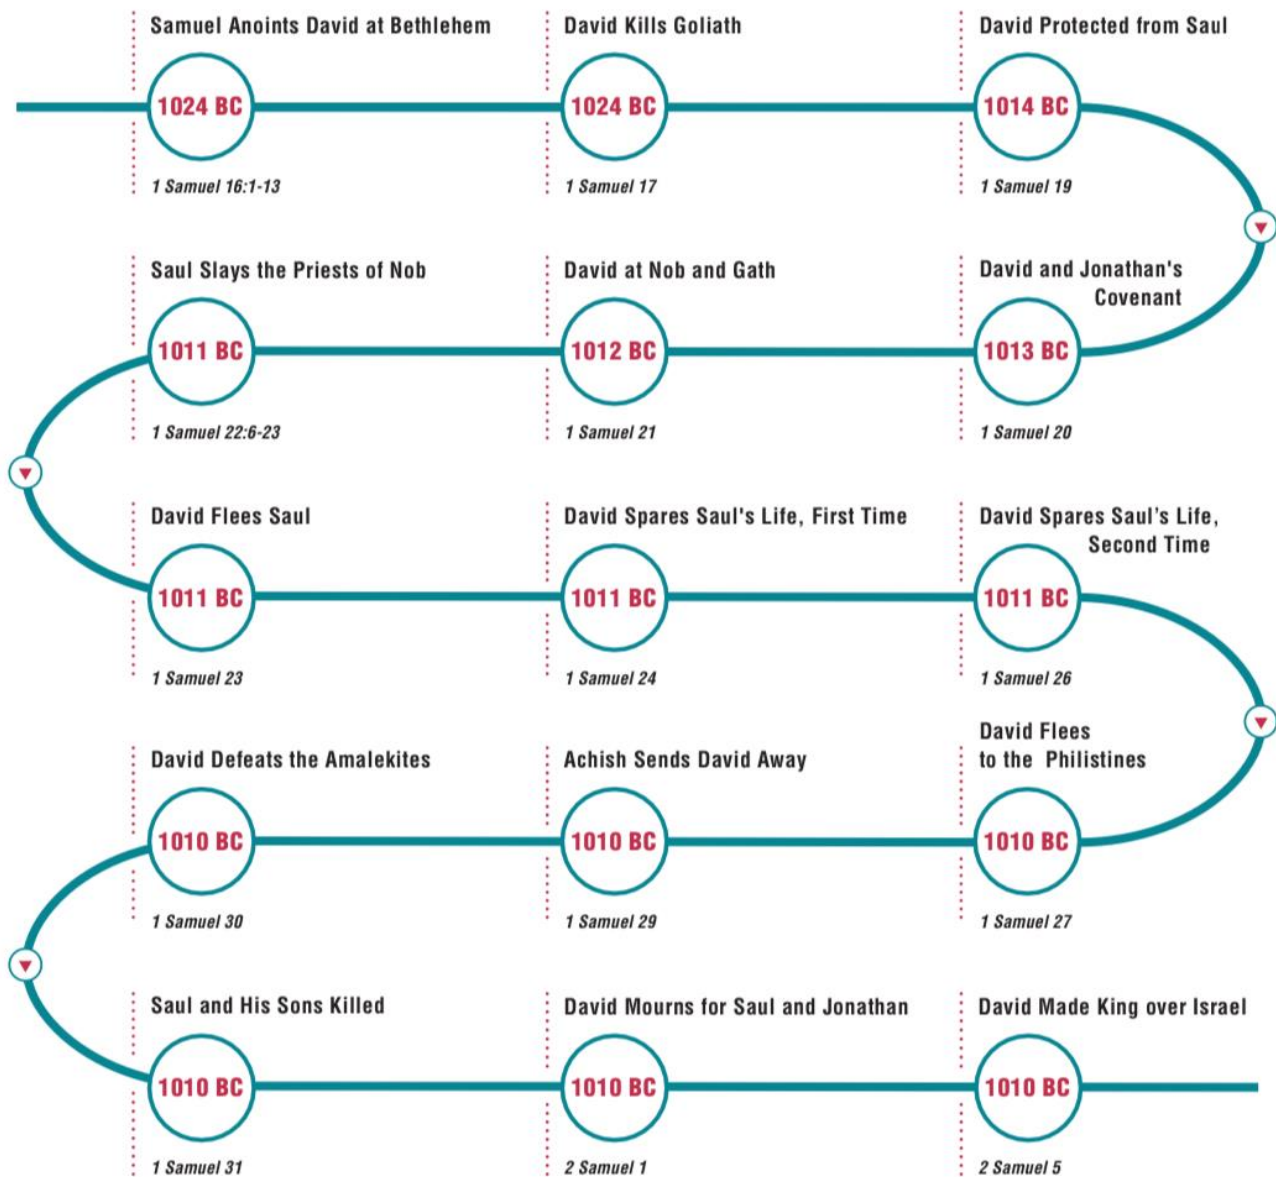 Samuel Anoints David at Bethlehem
1024 BC
1 Samuel 16:1-13
David Kills Goliath
1024 BC
1 Samuel 17
David Protected from Saul
1014 BC
1 Samuel 19
David and Jonathan's
Covenant
1013 BC
1 Samuel 20
David at Nob and Gath
1012 BC
1 Samuel 21
Saul Slays the Priests of Nob
1011 BC
1 Samuel 22:6-23
David Flees Saul
1011 BC
1 Samuel 23
David Spares Saul's Life, First Time
1011 BC
1 Samuel 24
David Spares Saul’s Life,
Second Time
1011 BC
1 Samuel 26
David Flees
to the Philistines
1010 BC
1 Samuel 27
Achish Sends David Away
1010 BC
1 Samuel 29
David Defeats the Amalekites
1010 BC
1 Samuel 30
Saul and His Sons Killed
1010 BC
1 Samuel 31
David Mourns for Saul and Jonathan
1010 BC
2 Samuel 1
David Made King over Israel
1010 BC
2 Samuel 5